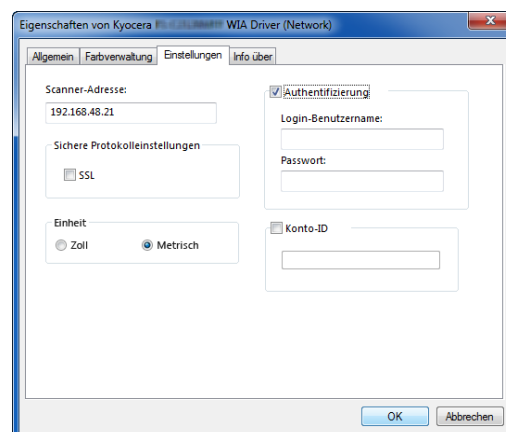 Eigenschaften von Kyocera WIA Driver (Network)
Allgemein Farbverwaltung Einstellungen Info über
Scanner-Adresse:
192.168.48.21
Sichere Protokolleinstellungen
SSL
Einheit
Zoll Metrisch
Authentifizierung
Login-Benutzername:
Passwort:
Konto-ID
OK Abbrechen